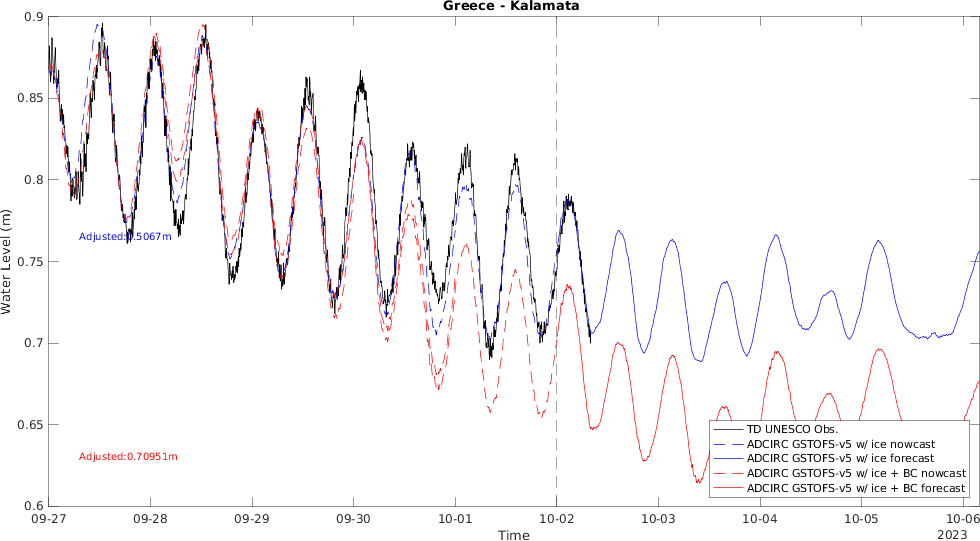 Greece - Kalamata
0.9
0.85
0.8
0.75
0.7
0.65
0.6
Water Level (m)
Adjusted:0.5067m
Adjusted:0.70951m
TD UNESCO Obs.
ADCIRC GSTOFS-v5 w/ ice nowcast
ADCIRC GSTOFS-v5 w/ ice forecast
ADCIRC GSTOFS-v5 w/ ice + BC nowcast
ADCIRC GSTOFS-v5 w/ ice + BC forecast
09-27 09-28 09-29 09-30 10-01 10-02 10-03 10-04 10-05 10-06
Time
2023